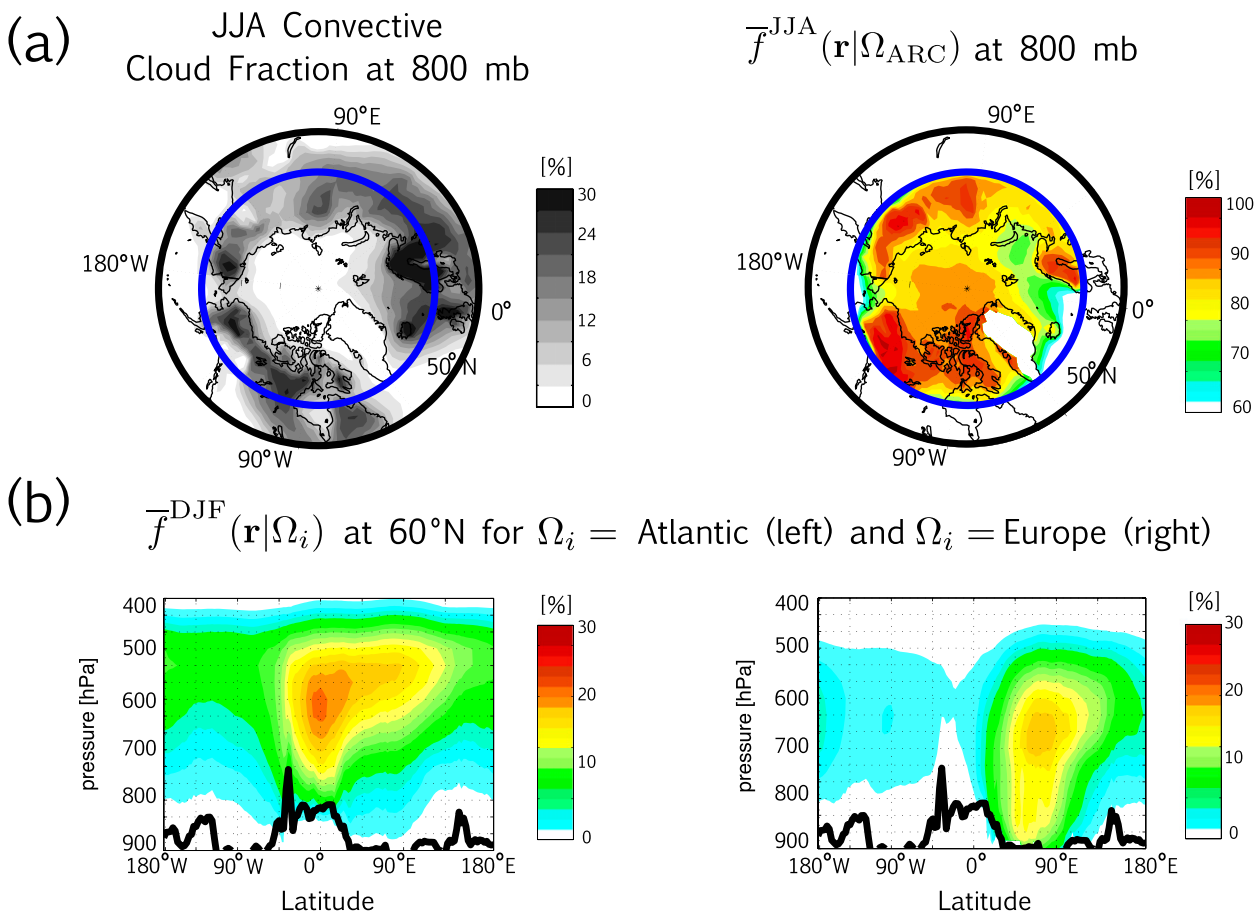 (a)
JJA Convective
Cloud Fraction at 800 mb
f̅^JJA(r|Ω_ARC) at 800 mb
90°E
180°W
0°
50°N
90°W
[%]
30
24
18
12
6
0
90°E
180°W
0°
50°N
90°W
[%]
100
90
80
70
60
(b)
f̅^DJF(r|Ω_i) at 60°N for Ω_i = Atlantic (left) and Ω_i = Europe (right)
pressure [hPa]
400
500
600
700
800
900
180°W 90°W 0° 90°E 180°E
Latitude
[%]
30
20
10
0
pressure [hPa]
400
500
600
700
800
900
180°W 90°W 0° 90°E 180°E
Latitude
[%]
30
20
10
0